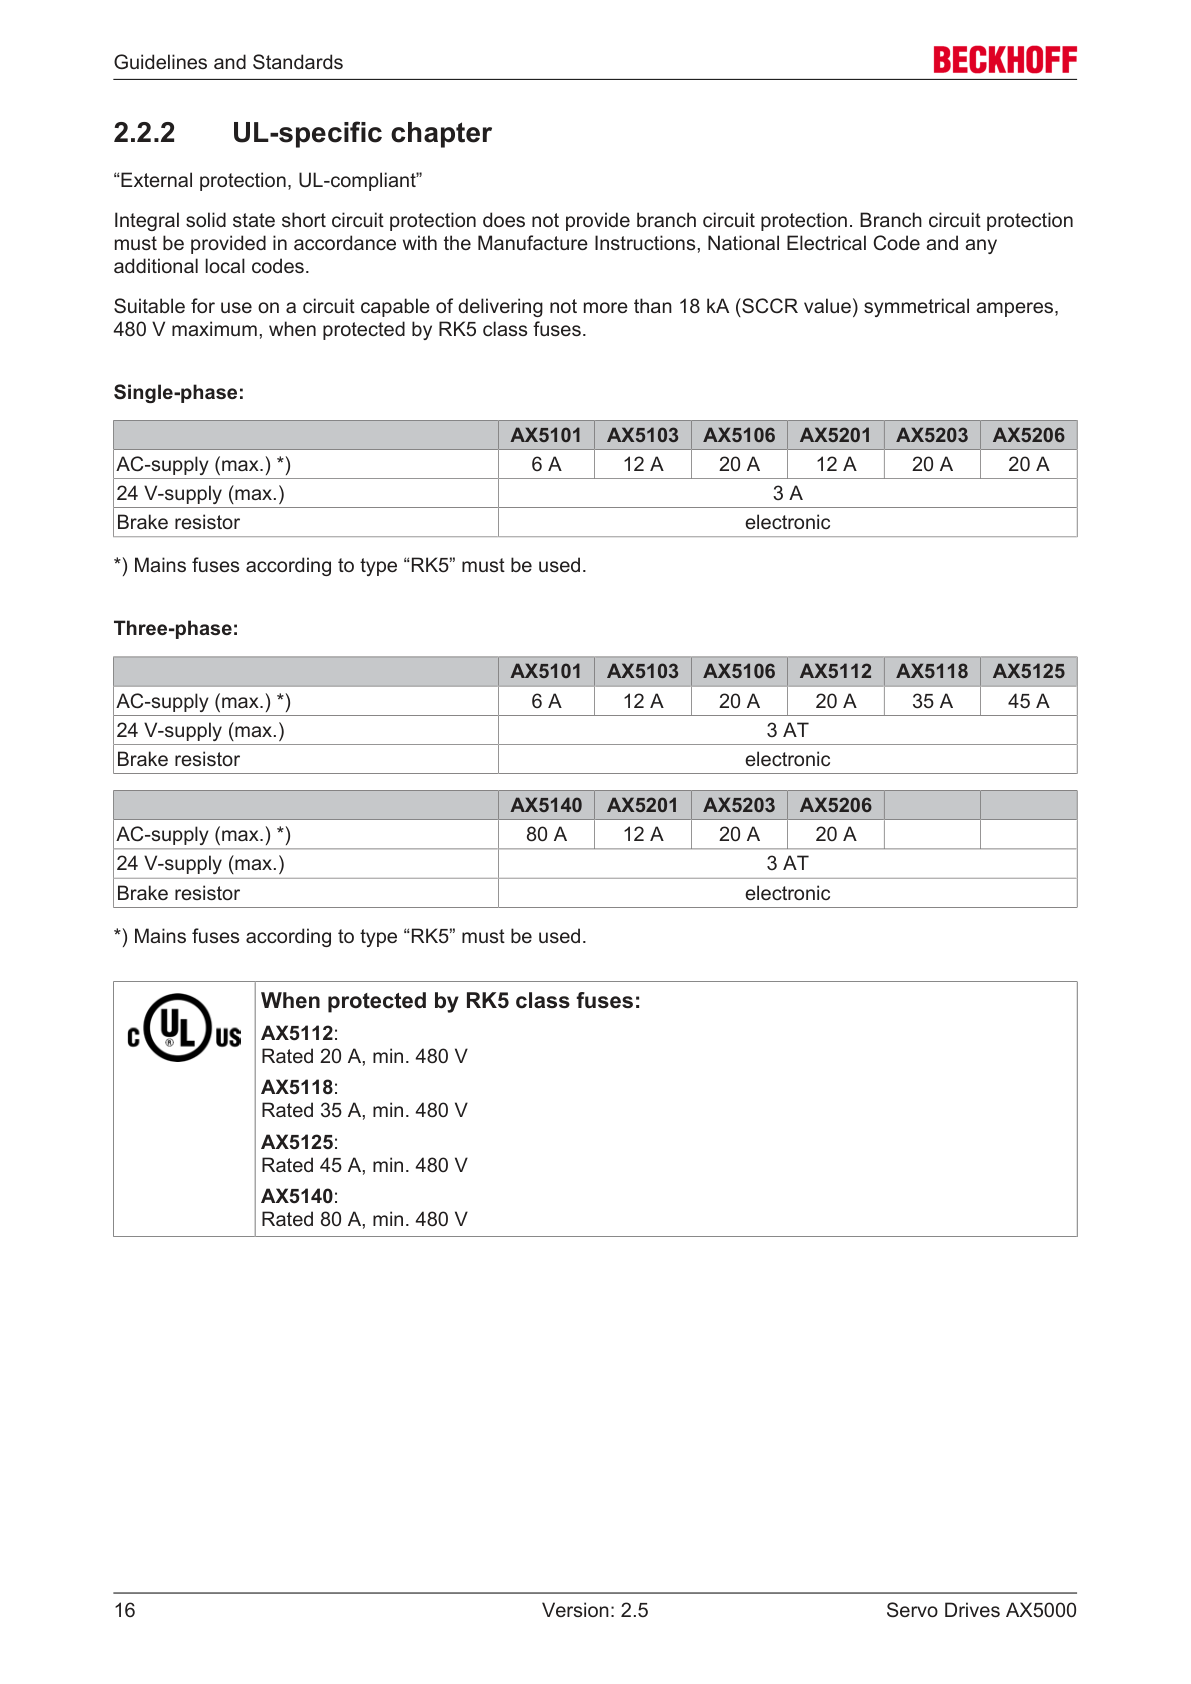 Guidelines and Standards
BECKHOFF
2.2.2 UL-specific chapter
“External protection, UL-compliant”
Integral solid state short circuit protection does not provide branch circuit protection. Branch circuit protection
must be provided in accordance with the Manufacture Instructions, National Electrical Code and any
additional local codes.
Suitable for use on a circuit capable of delivering not more than 18 kA (SCCR value) symmetrical amperes,
480 V maximum, when protected by RK5 class fuses.
Single-phase:
AX5101 AX5103 AX5106 AX5201 AX5203 AX5206
AC-supply (max.) *) 6 A 12 A 20 A 12 A 20 A 20 A
24 V-supply (max.) 3 A
Brake resistor electronic
*) Mains fuses according to type “RK5” must be used.
Three-phase:
AX5101 AX5103 AX5106 AX5112 AX5118 AX5125
AC-supply (max.) *) 6 A 12 A 20 A 20 A 35 A 45 A
24 V-supply (max.) 3 AT
Brake resistor electronic
AX5140 AX5201 AX5203 AX5206
AC-supply (max.) *) 80 A 12 A 20 A 20 A
24 V-supply (max.) 3 AT
Brake resistor electronic
*) Mains fuses according to type “RK5” must be used.
C UL ® US
When protected by RK5 class fuses:
AX5112:
Rated 20 A, min. 480 V
AX5118:
Rated 35 A, min. 480 V
AX5125:
Rated 45 A, min. 480 V
AX5140:
Rated 80 A, min. 480 V
16 Version: 2.5 Servo Drives AX5000